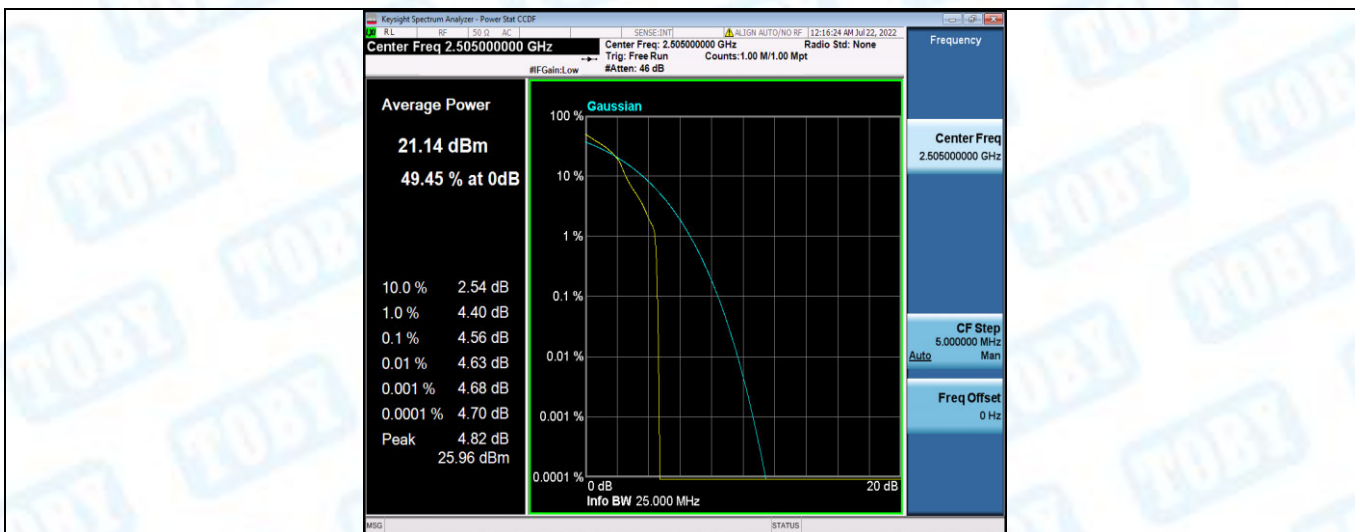 Keysight Spectrum Analyzer - Power Stat CCDF
RL RF 50 Ω AC SENSE:INT ALIGN AUTO/NO RF 12:16:24 AM Jul 22, 2022
Center Freq 2.505000000 GHz
Center Freq: 2.505000000 GHz Radio Std: None
Trig: Free Run Counts:1.00 M/1.00 Mpt
#IFGain:Low #Atten: 46 dB
Frequency
Average Power
21.14 dBm
49.45 % at 0dB
10.0 % 2.54 dB
1.0 % 4.40 dB
0.1 % 4.56 dB
0.01 % 4.63 dB
0.001 % 4.68 dB
0.0001 % 4.70 dB
Peak 4.82 dB
25.96 dBm
Gaussian
100 %
10 %
1 %
0.1 %
0.01 %
0.001 %
0.0001 %
0 dB 20 dB
Info BW 25.000 MHz
Center Freq
2.505000000 GHz
CF Step
5.000000 MHz
Auto Man
Freq Offset
0 Hz
MSG STATUS
TOBY
TOBY
TOBY
TOBY
TOBY
TOBY
TOBY